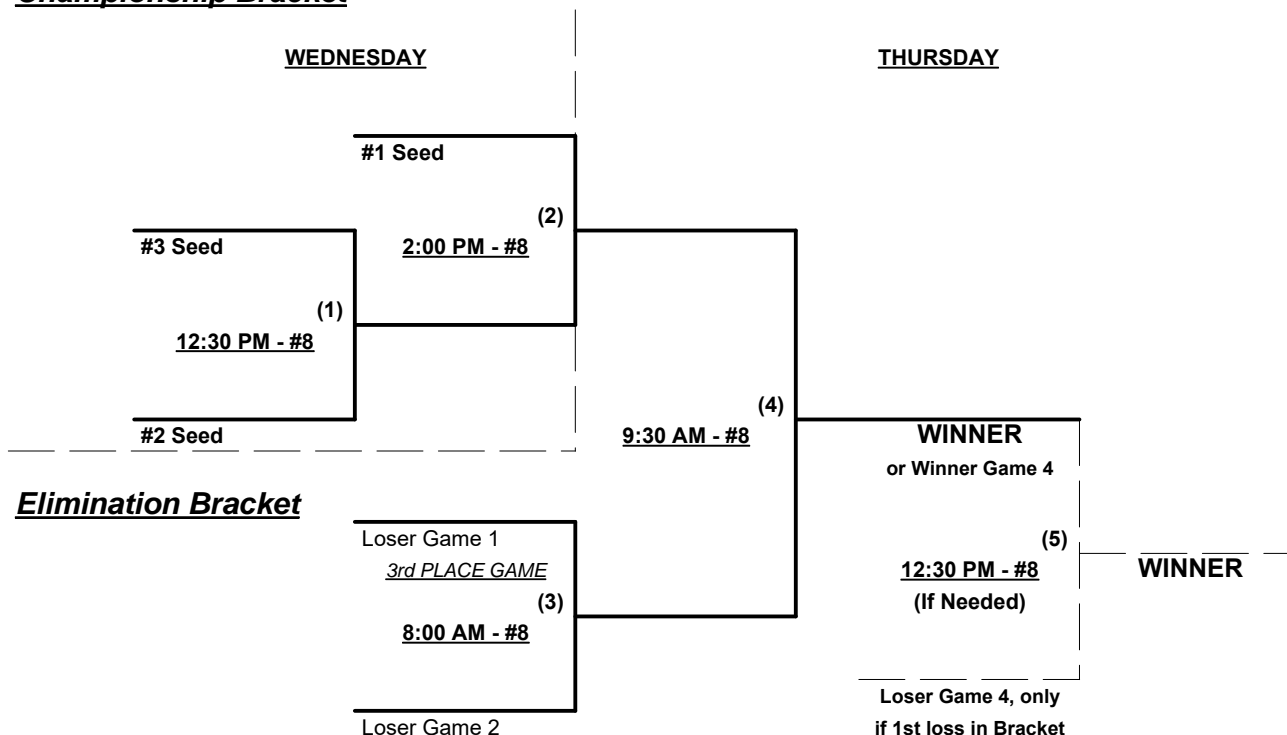 Championship Bracket
WEDNESDAY
THURSDAY
#1 Seed
(2)
#3 Seed
2:00 PM - #8
(1)
12:30 PM - #8
(4)
#2 Seed
9:30 AM - #8
WINNER
or Winner Game 4
Elimination Bracket
Loser Game 1
(5)
3rd PLACE GAME
12:30 PM - #8
WINNER
(3)
(If Needed)
8:00 AM - #8
Loser Game 4, only
Loser Game 2
if 1st loss in Bracket